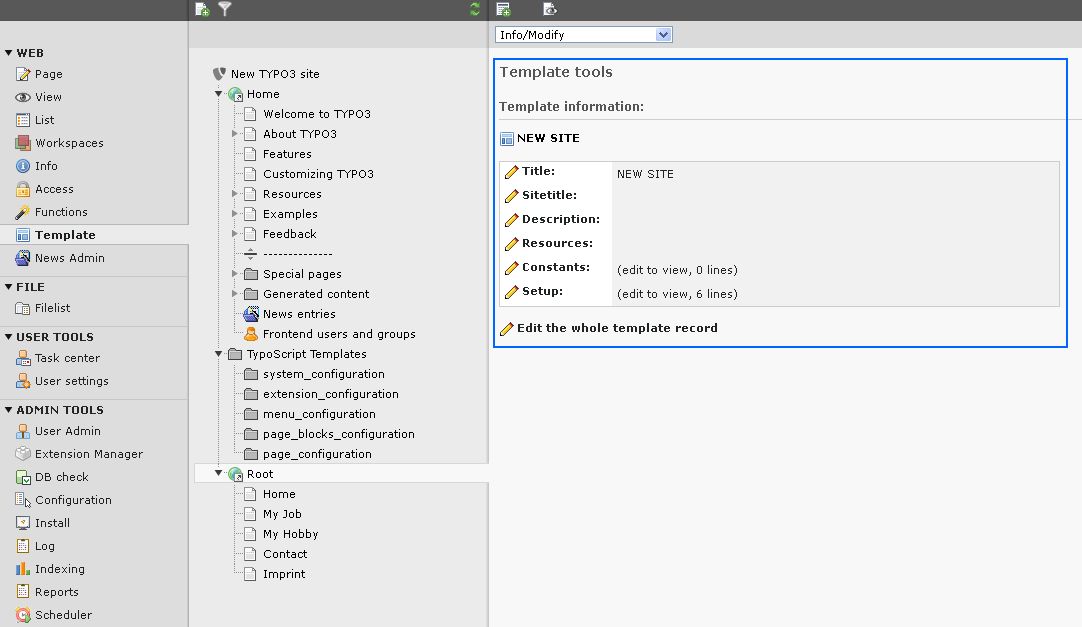 WEB
Page
View
List
Workspaces
Info
Access
Functions
Template
News Admin
FILE
Filelist
USER TOOLS
Task center
User settings
ADMIN TOOLS
User Admin
Extension Manager
DB check
Configuration
Install
Log
Indexing
Reports
Scheduler
New TYPO3 site
Home
Welcome to TYPO3
About TYPO3
Features
Customizing TYPO3
Resources
Examples
Feedback
--------------
Special pages
Generated content
News entries
Frontend users and groups
TypoScript Templates
system_configuration
extension_configuration
menu_configuration
page_blocks_configuration
page_configuration
Root
Home
My Job
My Hobby
Contact
Imprint
Info/Modify
Template tools
Template information:
NEW SITE
Title: NEW SITE
Sitetitle:
Description:
Resources:
Constants: (edit to view, 0 lines)
Setup: (edit to view, 6 lines)
Edit the whole template record